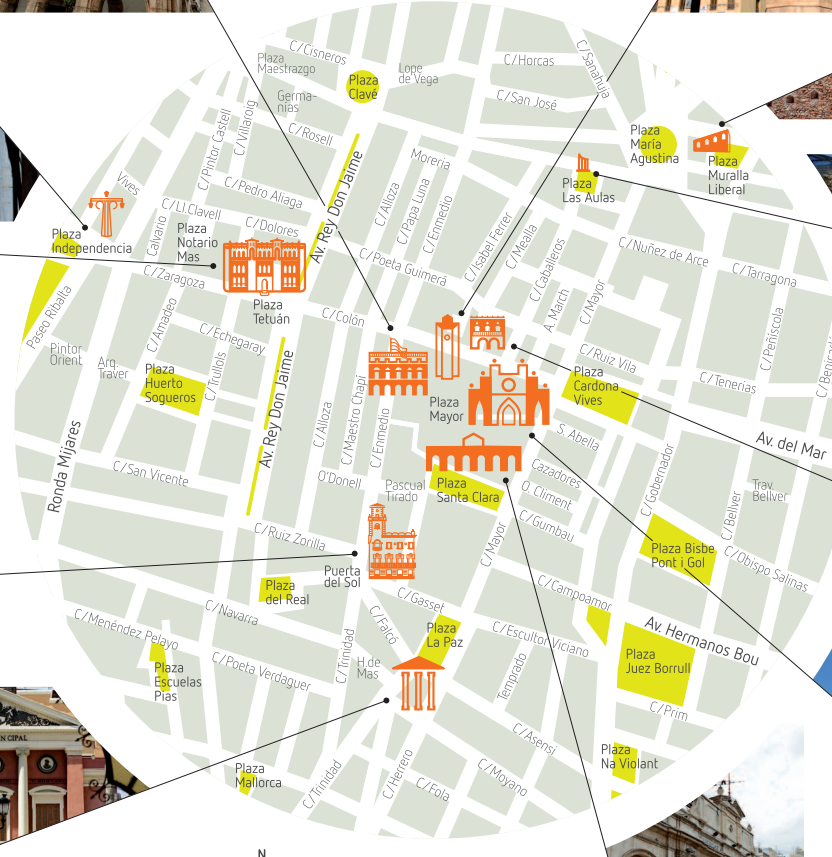 C/Cisneros
Plaza
Maestrazgo
Plaza
Clavé
Lope
de Vega
C/Horcas
C/Sanahuja
Germa-
nías
C/San José
C/Rosell
C/Pintor Castell
C/Villaroig
Plaza
María
Agustina
Plaza
Muralla
Liberal
Moreria
Av. Rey Don Jaime
Plaza
Las Aulas
Vives
C/Pedro Aliaga
C/Alloza
C/Papa Luna
C/Enmedio
C/Ll.Clavell
C/Dolores
Calvario
Plaza
Notario
Mas
Plaza
Independencia
C/Isabel Ferrer
C/Mealla
C/Caballeros
C/Nuñez de Arce
C/Poeta Guimerá
C/Zaragoza
C/Tarragona
A. March
C/Mayor
Plaza
Tetuán
C/Colón
Paseo Ribalta
C/Amadeo
C/Echegaray
C/Peñíscola
C/Ruiz Vila
Pintor
Orient
Arq.
Traver
Plaza
Huerto
Sogueros
C/Trullols
Av. Rey Don Jaime
Plaza
Cardona
Vives
C/Tenerías
Plaza
Mayor
C/Alloza
C/Maestro Chapi
C/Enmedio
S. Abella
Av. del Mar
Ronda Mijares
C/San Vicente
O'Donell
Pascual
Tirado
Plaza
Santa Clara
Cazadores
O. Climent
C/Gobernador
Trav.
Bellver
C/Bellver
C/Gumbau
C/Ruiz Zorilla
C/Mayor
Plaza Bisbe
Pont i Gol
C/Obispo Salinas
Puerta
del Sol
Plaza
del Real
C/Gasset
C/Campoamor
C/Navarra
C/Falcó
C/Menéndez Pelayo
Plaza
La Paz
C/Escultor Viciano
Av. Hermanos Bou
C/Trinidad
Plaza
Juez Borrull
Plaza
Escuelas
Pias
C/Poeta Verdaguer
H.de
Mas
Temprado
C/Prim
C/Asensi
NCIPAL
Plaza
Na Violant
Plaza
Mallorca
C/Trinidad
C/Herrero
C/Fola
C/Moyano
N